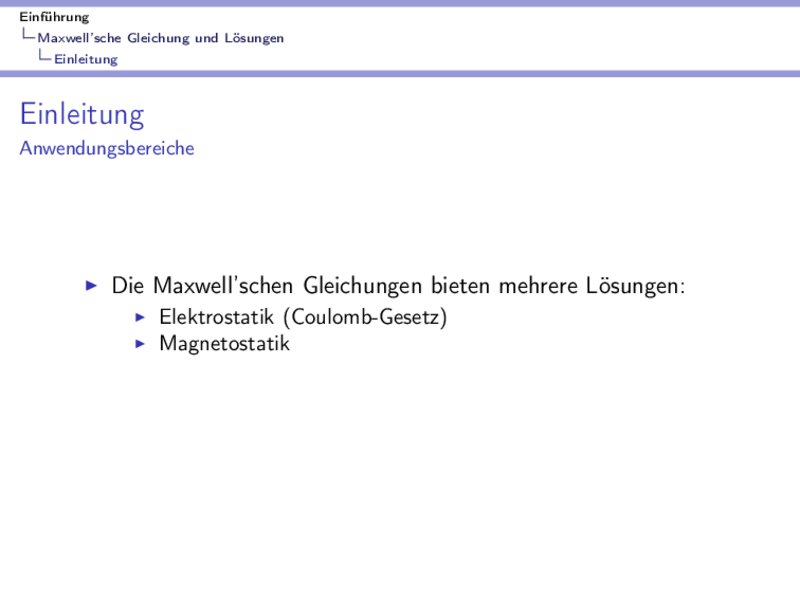 Einführung
Maxwell'sche Gleichung und Lösungen
Einleitung
Einleitung
Anwendungsbereiche
Die Maxwell'schen Gleichungen bieten mehrere Lösungen:
Elektrostatik (Coulomb-Gesetz)
Magnetostatik